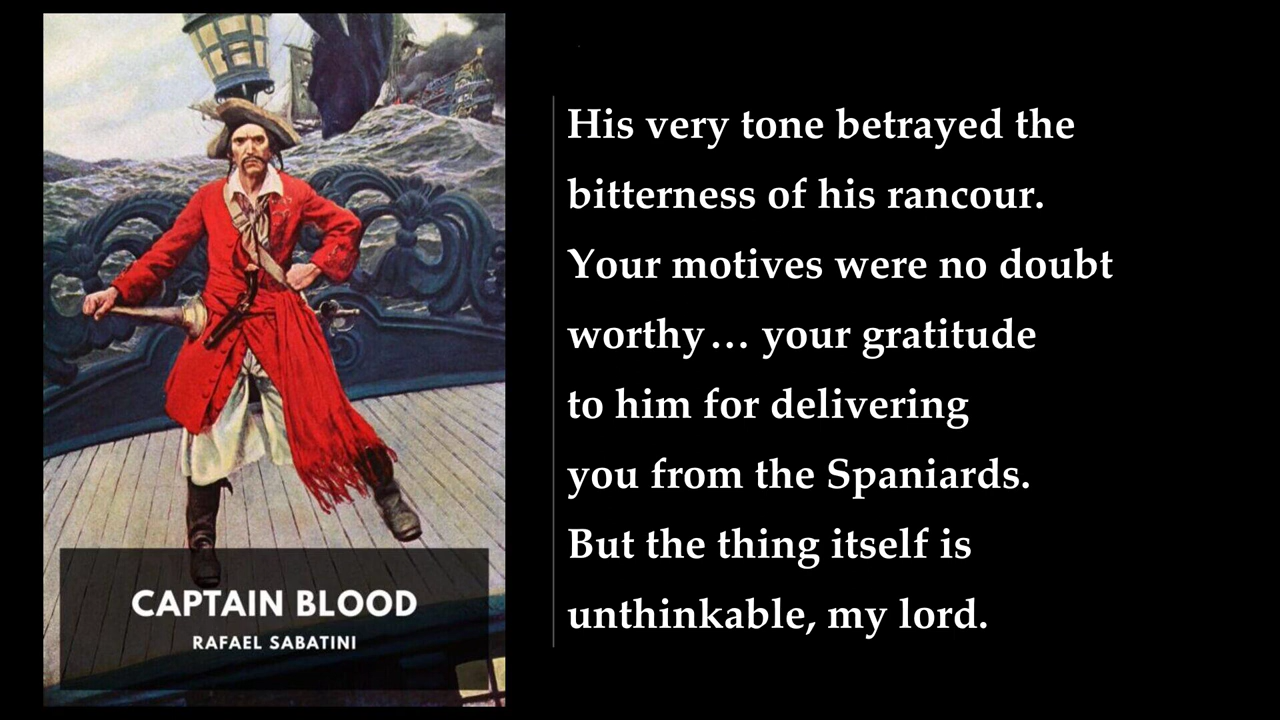 CAPTAIN BLOOD
RAFAEL SABATINI
His very tone betrayed the
bitterness of his rancour.
Your motives were no doubt
worthy… your gratitude
to him for delivering
you from the Spaniards.
But the thing itself is
unthinkable, my lord.